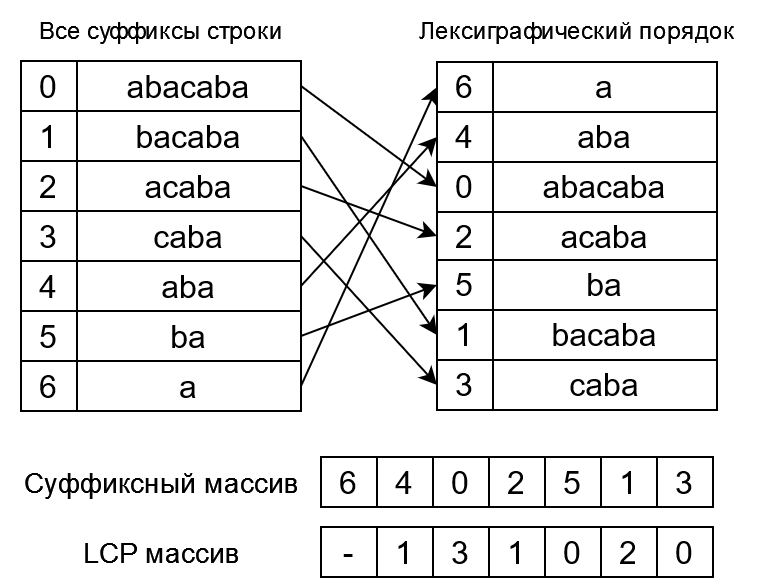 Все суффиксы строки
0 abacaba
1 bacaba
2 acaba
3 caba
4 aba
5 ba
6 a
Лексиграфический порядок
6 a
4 aba
0 abacaba
2 acaba
5 ba
1 bacaba
3 caba
Суффиксный массив 6 4 0 2 5 1 3
LCP массив - 1 3 1 0 2 0